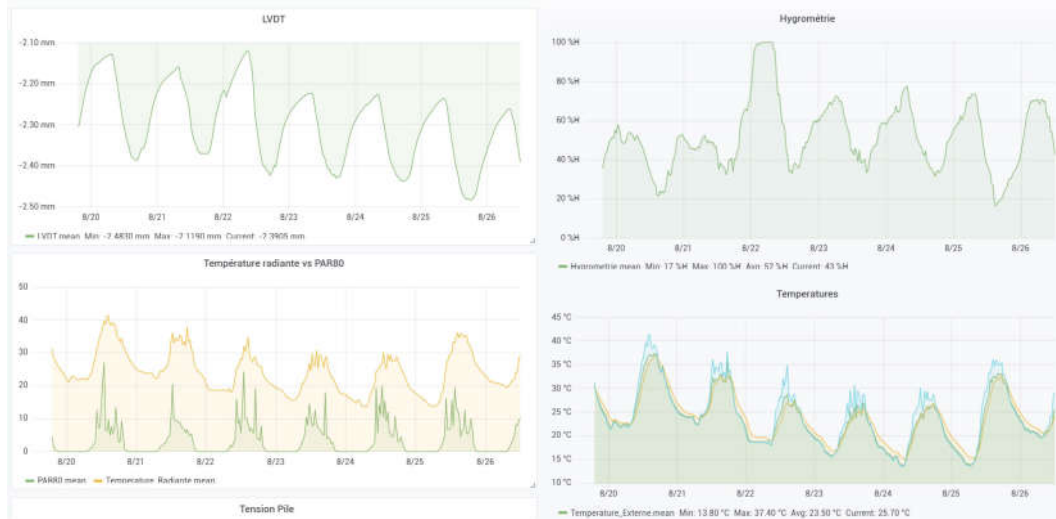 LVDT
-2.10 mm
-2.20 mm
-2.30 mm
-2.40 mm
-2.50 mm
8/20 8/21 8/22 8/23 8/24 8/25 8/26
LVDT.mean Min: -2.4830 mm Max: -2.1190 mm Current: -2.3905 mm
Hygrométrie
100 %H
80 %H
60 %H
40 %H
20 %H
0 %H
8/20 8/21 8/22 8/23 8/24 8/25 8/26
Hygrometrie.mean Min: 17 %H Max: 100 %H Avg: 52 %H Current: 43 %H
Température radiante vs PAR80
50
40
30
20
10
0
8/20 8/21 8/22 8/23 8/24 8/25 8/26
PAR80.mean Temperature_Radiante.mean
Temperatures
45 °C
40 °C
35 °C
30 °C
25 °C
20 °C
15 °C
10 °C
8/20 8/21 8/22 8/23 8/24 8/25 8/26
Temperature_Externe.mean Min: 13.80 °C Max: 37.40 °C Avg: 23.50 °C Current: 25.70 °C
Tension Pile